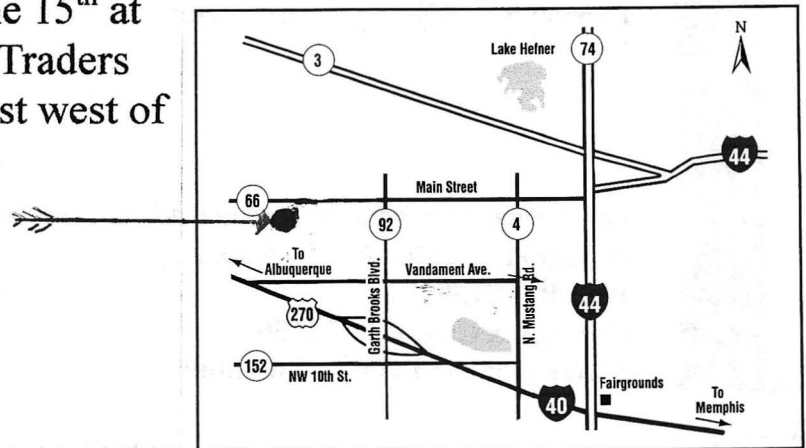 e 15th at
Traders
st west of
N
Lake Hefner
74
3
44
Main Street
66
92
4
To
Albuquerque
Vandament Ave.
Garth Brooks Blvd.
N. Mustang Rd.
270
44
152
NW 10th St.
40
Fairgrounds
To
Memphis